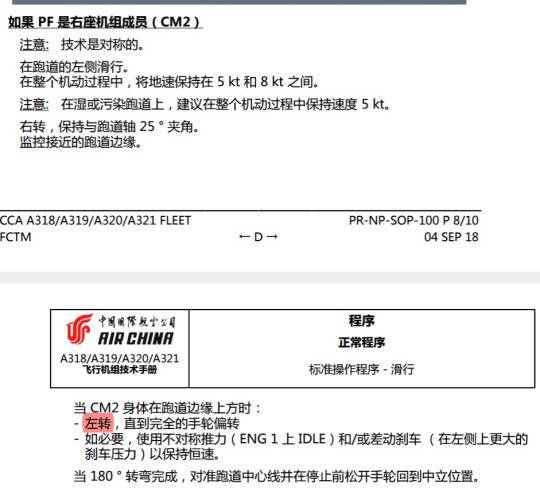 如果 PF 是右座机组成员（CM2）
注意: 技术是对称的。
在跑道的左侧滑行。
在整个机动过程中，将地速保持在 5 kt 和 8 kt 之间。
注意: 在湿或污染跑道上，建议在整个机动过程中保持速度 5 kt。
右转，保持与跑道轴 25 ° 夹角。
监控接近的跑道边缘。
CCA A318/A319/A320/A321 FLEET PR-NP-SOP-100 P 8/10
FCTM ← D → 04 SEP 18
中國國際航空公司
AIR CHINA
A318/A319/A320/A321
飞行机组技术手册
程序
正常程序
标准操作程序 - 滑行
当 CM2 身体在跑道边缘上方时：
- 左转，直到完全的手轮偏转
- 如必要，使用不对称推力（ENG 1 上 IDLE）和/或差动刹车 （在左侧上更大的
刹车压力）以保持恒速。
当 180 ° 转弯完成，对准跑道中心线并在停止前松开手轮回到中立位置。